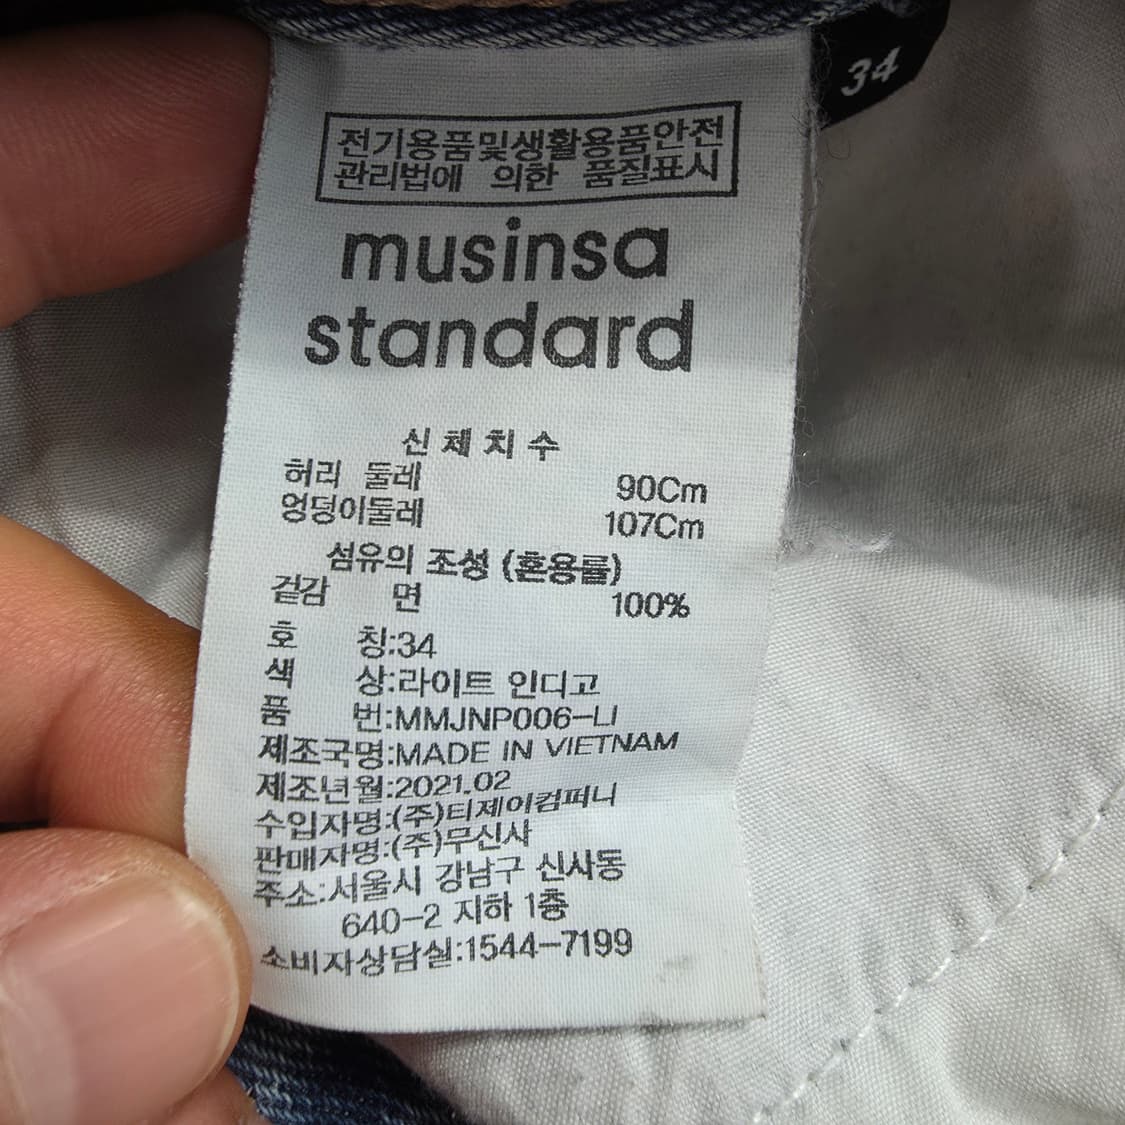 34
전기용품및생활용품안전
관리법에 의한 품질표시
musinsa
standard
신체치수
허리 둘레 90Cm
엉덩이둘레 107Cm
섬유의 조성 (혼용률)
겉감 면 100%
호 칭:34
색 상:라이트 인디고
품 번:MMJNP006-LI
제조국명:MADE IN VIETNAM
제조년월:2021.02
수입자명:(주)티제이컴퍼니
판매자명:(주)무신사
주소:서울시 강남구 신사동
640-2 지하 1층
소비자상담실:1544-7199